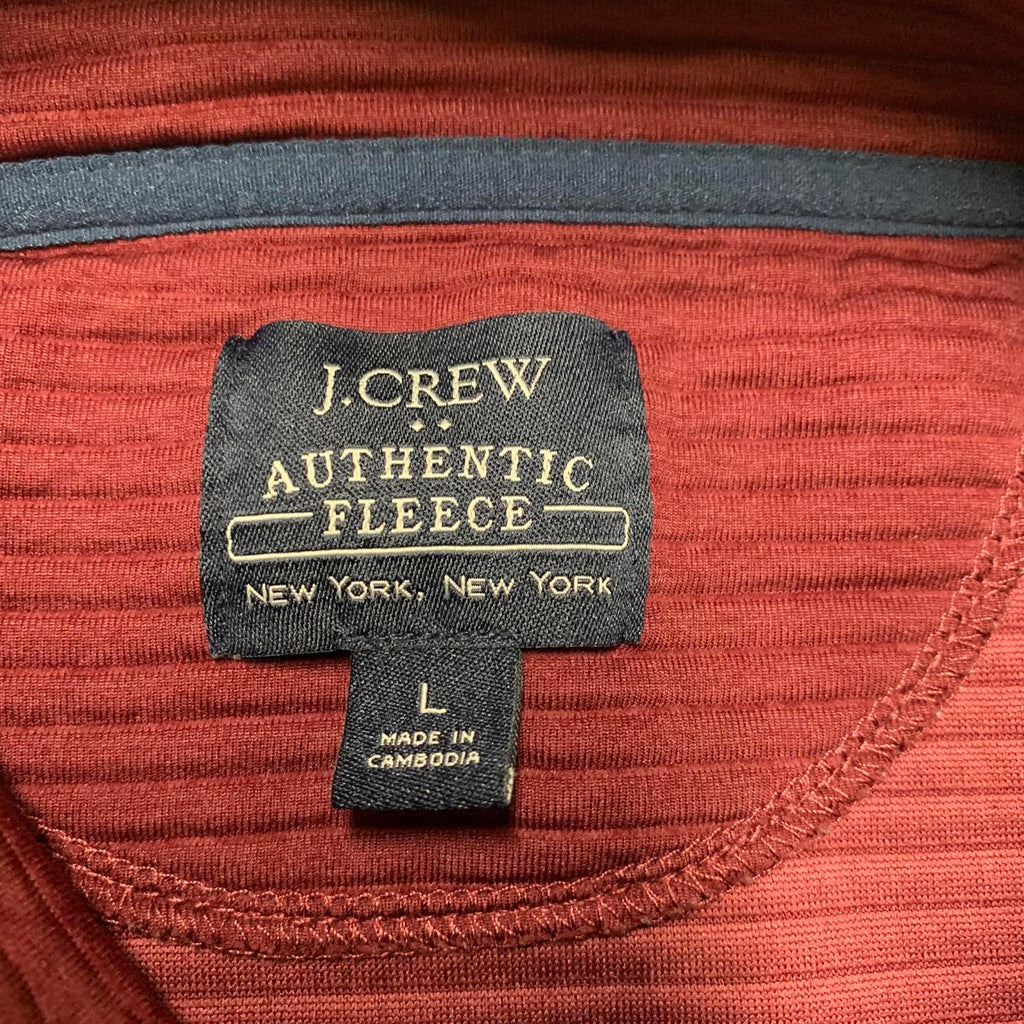 J.CREW
AUTHENTIC
FLEECE
NEW YORK, NEW YORK
L
MADE IN
CAMBODIA